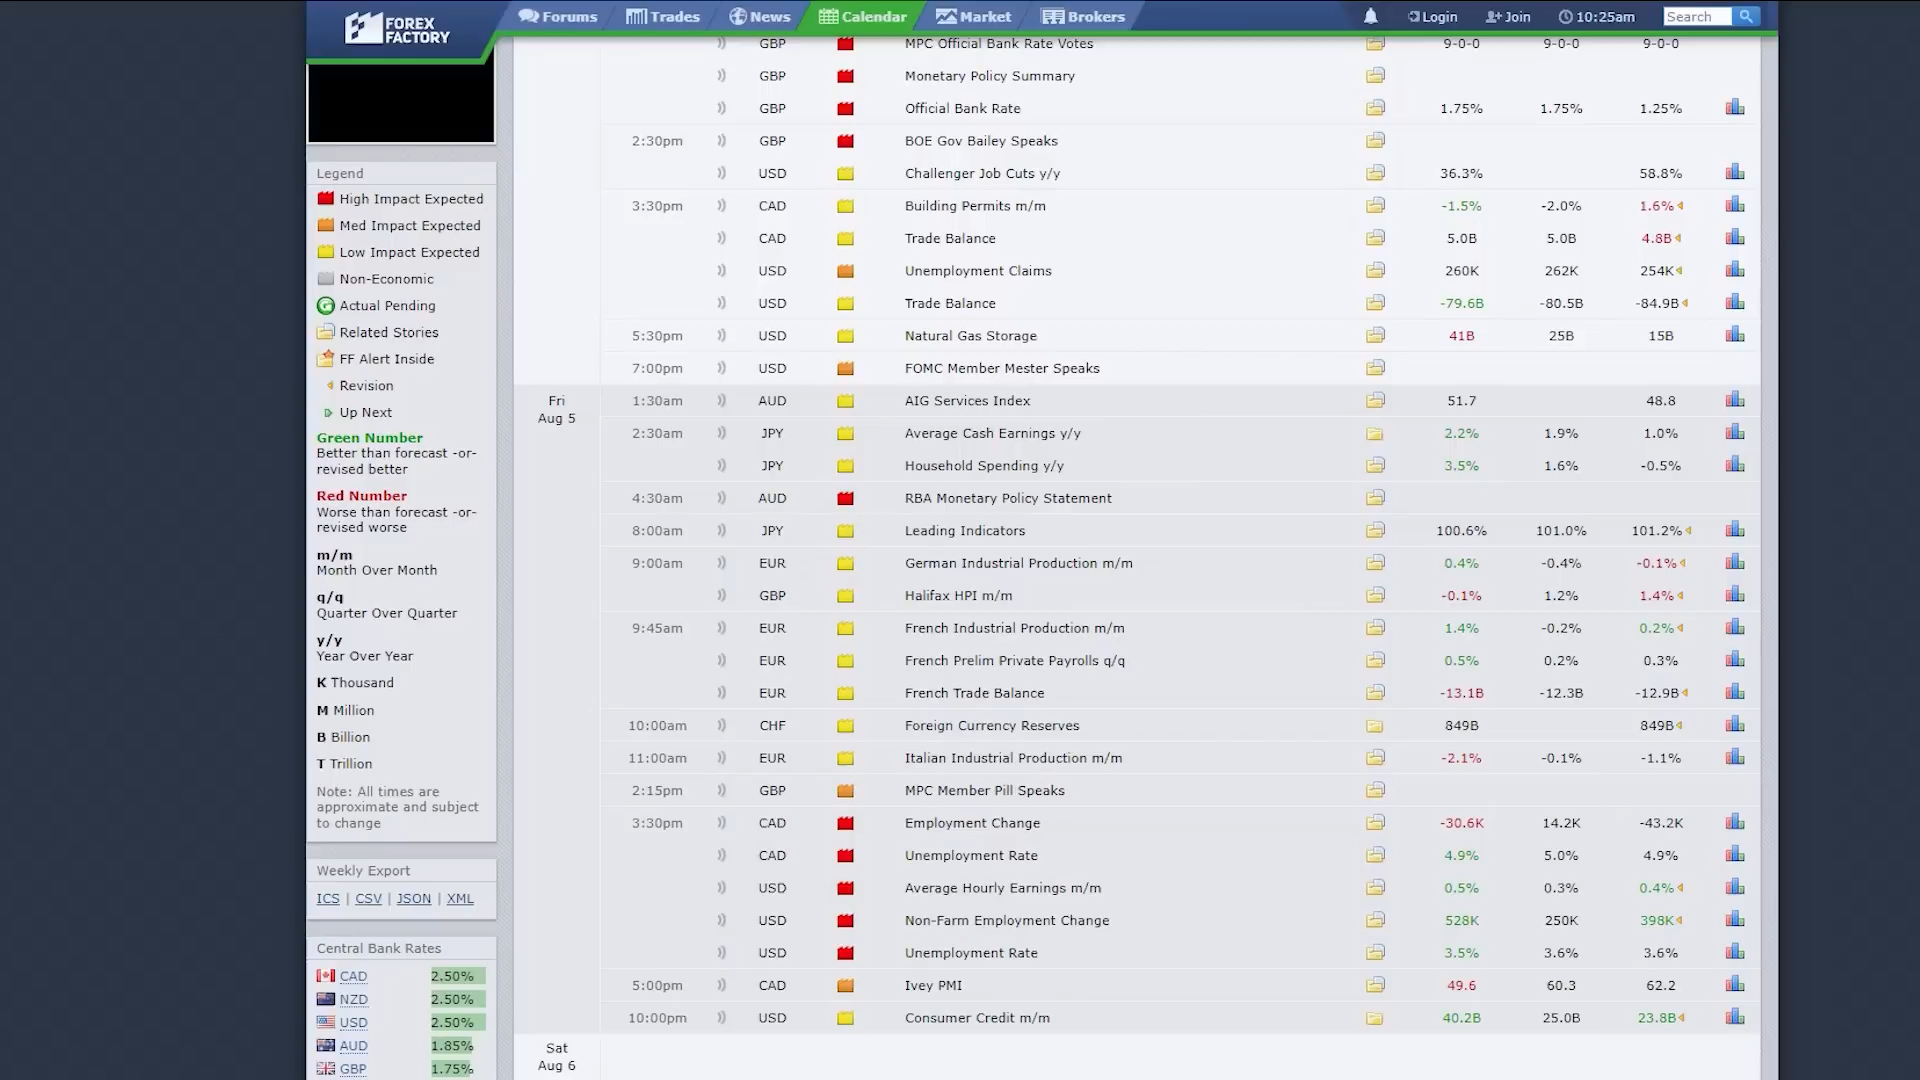 FOREX
FACTORY
Forums Trades News Calendar Market Brokers Login Join 10:25am Search
Legend
High Impact Expected
Med Impact Expected
Low Impact Expected
Non-Economic
Actual Pending
Related Stories
FF Alert Inside
Revision
Up Next
Green Number
Better than forecast -or-
revised better
Red Number
Worse than forecast -or-
revised worse
m/m
Month Over Month
q/q
Quarter Over Quarter
y/y
Year Over Year
K Thousand
M Million
B Billion
T Trillion
Note: All times are
approximate and subject
to change
Weekly Export
ICS | CSV | JSON | XML
Central Bank Rates
CAD 2.50%
NZD 2.50%
USD 2.50%
AUD 1.85%
GBP 1.75%
GBP MPC Official Bank Rate Votes 9-0-0 9-0-0 9-0-0
GBP Monetary Policy Summary
GBP Official Bank Rate 1.75% 1.75% 1.25%
2:30pm GBP BOE Gov Bailey Speaks
USD Challenger Job Cuts y/y 36.3% 58.8%
3:30pm CAD Building Permits m/m -1.5% -2.0% 1.6%
CAD Trade Balance 5.0B 5.0B 4.8B
USD Unemployment Claims 260K 262K 254K
USD Trade Balance -79.6B -80.5B -84.9B
5:30pm USD Natural Gas Storage 41B 25B 15B
7:00pm USD FOMC Member Mester Speaks
Fri
Aug 5
1:30am AUD AIG Services Index 51.7 48.8
2:30am JPY Average Cash Earnings y/y 2.2% 1.9% 1.0%
JPY Household Spending y/y 3.5% 1.6% -0.5%
4:30am AUD RBA Monetary Policy Statement
8:00am JPY Leading Indicators 100.6% 101.0% 101.2%
9:00am EUR German Industrial Production m/m 0.4% -0.4% -0.1%
GBP Halifax HPI m/m -0.1% 1.2% 1.4%
9:45am EUR French Industrial Production m/m 1.4% -0.2% 0.2%
EUR French Prelim Private Payrolls q/q 0.5% 0.2% 0.3%
EUR French Trade Balance -13.1B -12.3B -12.9B
10:00am CHF Foreign Currency Reserves 849B 849B
11:00am EUR Italian Industrial Production m/m -2.1% -0.1% -1.1%
2:15pm GBP MPC Member Pill Speaks
3:30pm CAD Employment Change -30.6K 14.2K -43.2K
CAD Unemployment Rate 4.9% 5.0% 4.9%
USD Average Hourly Earnings m/m 0.5% 0.3% 0.4%
USD Non-Farm Employment Change 528K 250K 398K
USD Unemployment Rate 3.5% 3.6% 3.6%
5:00pm CAD Ivey PMI 49.6 60.3 62.2
10:00pm USD Consumer Credit m/m 40.2B 25.0B 23.8B
Sat
Aug 6